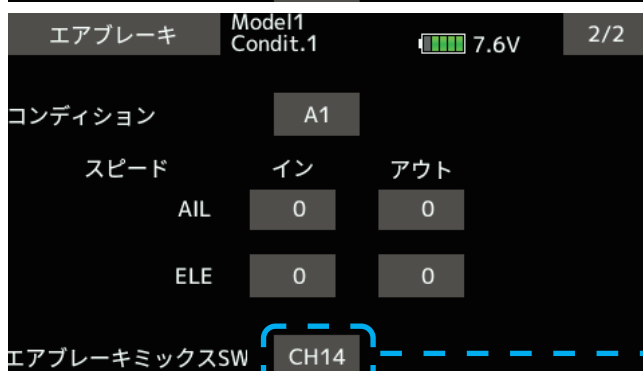 エアブレーキ Model1 Condit.1 7.6V 2/2
コンディション A1
スピード イン アウト
AIL 0 0
ELE 0 0
エアブレーキミックスSW CH14